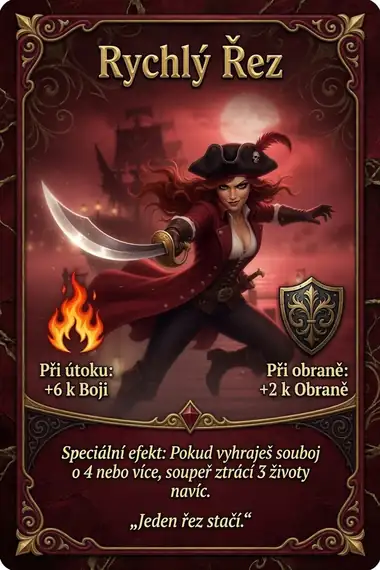 Rychlý Řez
Při útoku:
+6 k Boji
Při obraně:
+2 k Obraně
Speciální efekt: Pokud vyhraješ souboj
o 4 nebo více, soupeř ztrácí 3 životy
navíc.
„Jeden řez stačí.“